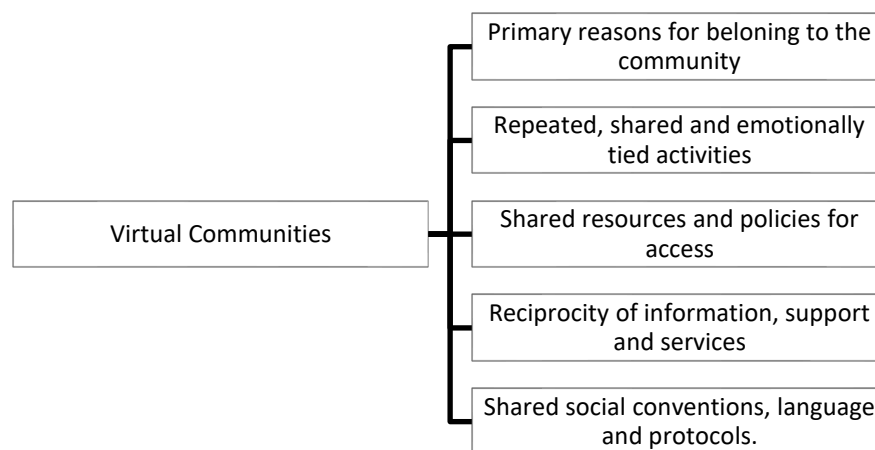 Primary reasons for beloning to the
community
Repeated, shared and emotionally
tied activities
Virtual Communities
Shared resources and policies for
access
Reciprocity of information, support
and services
Shared social conventions, language
and protocols.